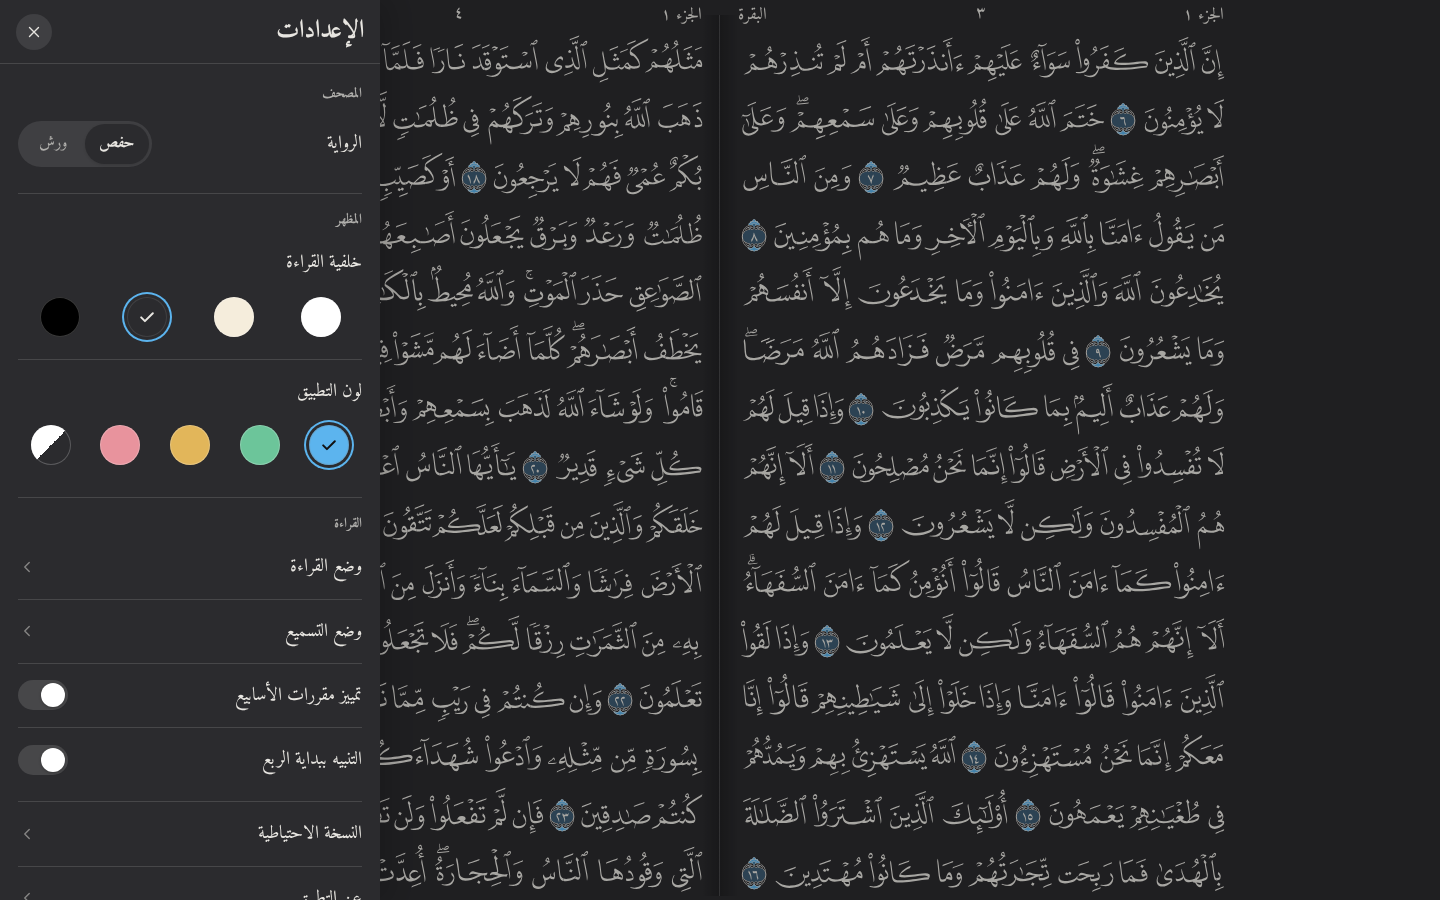 الجزء ١
٣
البقرة
إِنَّ ٱلَّذِينَ كَفَرُوا۟ سَوَآءٌ عَلَيْهِمْ ءَأَنذَرْتَهُمْ أَمْ لَمْ تُنذِرْهُمْ
لَا يُؤْمِنُونَ ٦ خَتَمَ ٱللَّهُ عَلَىٰ قُلُوبِهِمْ وَعَلَىٰ سَمْعِهِمْ ۖ وَعَلَىٰٓ
أَبْصَـٰرِهِمْ غِشَـٰوَةٌ ۖ وَلَهُمْ عَذَابٌ عَظِيمٌ ٧ وَمِنَ ٱلنَّاسِ
مَن يَقُولُ ءَامَنَّا بِٱللَّهِ وَبِٱلْيَوْمِ ٱلْـَٔاخِرِ وَمَا هُم بِمُؤْمِنِينَ ٨
يُخَـٰدِعُونَ ٱللَّهَ وَٱلَّذِينَ ءَامَنُوا۟ وَمَا يَخْدَعُونَ إِلَّآ أَنفُسَهُمْ
وَمَا يَشْعُرُونَ ٩ فِى قُلُوبِهِم مَّرَضٌ فَزَادَهُمُ ٱللَّهُ مَرَضًا ۖ
وَلَهُمْ عَذَابٌ أَلِيمٌۢ بِمَا كَانُوا۟ يَكْذِبُونَ ١٠ وَإِذَا قِيلَ لَهُمْ
لَا تُفْسِدُوا۟ فِى ٱلْأَرْضِ قَالُوٓا۟ إِنَّمَا نَحْنُ مُصْلِحُونَ ١١ أَلَآ إِنَّهُمْ
هُمُ ٱلْمُفْسِدُونَ وَلَـٰكِن لَّا يَشْعُرُونَ ١٢ وَإِذَا قِيلَ لَهُمْ
ءَامِنُوا۟ كَمَآ ءَامَنَ ٱلنَّاسُ قَالُوٓا۟ أَنُؤْمِنُ كَمَآ ءَامَنَ ٱلسُّفَهَآءُ ۗ
أَلَآ إِنَّهُمْ هُمُ ٱلسُّفَهَآءُ وَلَـٰكِن لَّا يَعْلَمُونَ ١٣ وَإِذَا لَقُوا۟
ٱلَّذِينَ ءَامَنُوا۟ قَالُوٓا۟ ءَامَنَّا وَإِذَا خَلَوْا۟ إِلَىٰ شَيَـٰطِينِهِمْ قَالُوٓا۟ إِنَّا
مَعَكُمْ إِنَّمَا نَحْنُ مُسْتَهْزِءُونَ ١٤ ٱللَّهُ يَسْتَهْزِئُ بِهِمْ وَيَمُدُّهُمْ
فِى طُغْيَـٰنِهِمْ يَعْمَهُونَ ١٥ أُو۟لَـٰٓئِكَ ٱلَّذِينَ ٱشْتَرَوُا۟ ٱلضَّلَـٰلَةَ
بِٱلْهُدَىٰ فَمَا رَبِحَت تِّجَـٰرَتُهُمْ وَمَا كَانُوا۟ مُهْتَدِينَ ١٦
الجزء ١
٤
مَثَلُهُمْ كَمَثَلِ ٱلَّذِى ٱسْتَوْقَدَ نَارًا فَلَمَّآ
ذَهَبَ ٱللَّهُ بِنُورِهِمْ وَتَرَكَهُمْ فِى ظُلُمَـٰتٍ
بُكْمٌ عُمْىٌ فَهُمْ لَا يَرْجِعُونَ ١٨ أَوْ كَصَيِّبٍ
ظُلُمَـٰتٌ وَرَعْدٌ وَبَرْقٌ يَجْعَلُونَ أَصَـٰبِعَهُ
ٱلصَّوَٰعِقِ حَذَرَ ٱلْمَوْتِ ۚ وَٱللَّهُ مُحِيطٌۢ بِٱلْكَـ
يَخْطَفُ أَبْصَـٰرَهُمْ ۖ كُلَّمَآ أَضَآءَ لَهُم مَّشَوْا۟ فِـ
قَامُوا۟ ۚ وَلَوْ شَآءَ ٱللَّهُ لَذَهَبَ بِسَمْعِهِمْ وَأَبْ
كُلِّ شَىْءٍ قَدِيرٌ ٢٠ يَـٰٓأَيُّهَا ٱلنَّاسُ ٱعْـ
خَلَقَكُمْ وَٱلَّذِينَ مِن قَبْلِكُمْ لَعَلَّكُمْ تَتَّقُونَ
ٱلْأَرْضَ فِرَٰشًا وَٱلسَّمَآءَ بِنَآءً وَأَنزَلَ مِنَ
بِهِۦ مِنَ ٱلثَّمَرَٰتِ رِزْقًا لَّكُمْ ۖ فَلَا تَجْعَلُو
تَعْلَمُونَ ٢٢ وَإِن كُنتُمْ فِى رَيْبٍ مِّمَّا نَـ
بِسُورَةٍ مِّن مِّثْلِهِۦ وَٱدْعُوا۟ شُهَدَآءَكُـ
كُنتُمْ صَـٰدِقِينَ ٢٣ فَإِن لَّمْ تَفْعَلُوا۟ وَلَن تَـ
ٱلَّتِى وَقُودُهَا ٱلنَّاسُ وَٱلْحِجَارَةُ ۖ أُعِدَّتْ
الإعدادات
المصحف
الرواية
حفص
ورش
المظهر
خلفية القراءة
لون التطبيق
القراءة
وضع القراءة
وضع التسميع
تمييز مقررات الأسابيع
التنبيه ببداية الربع
النسخة الاحتياطية